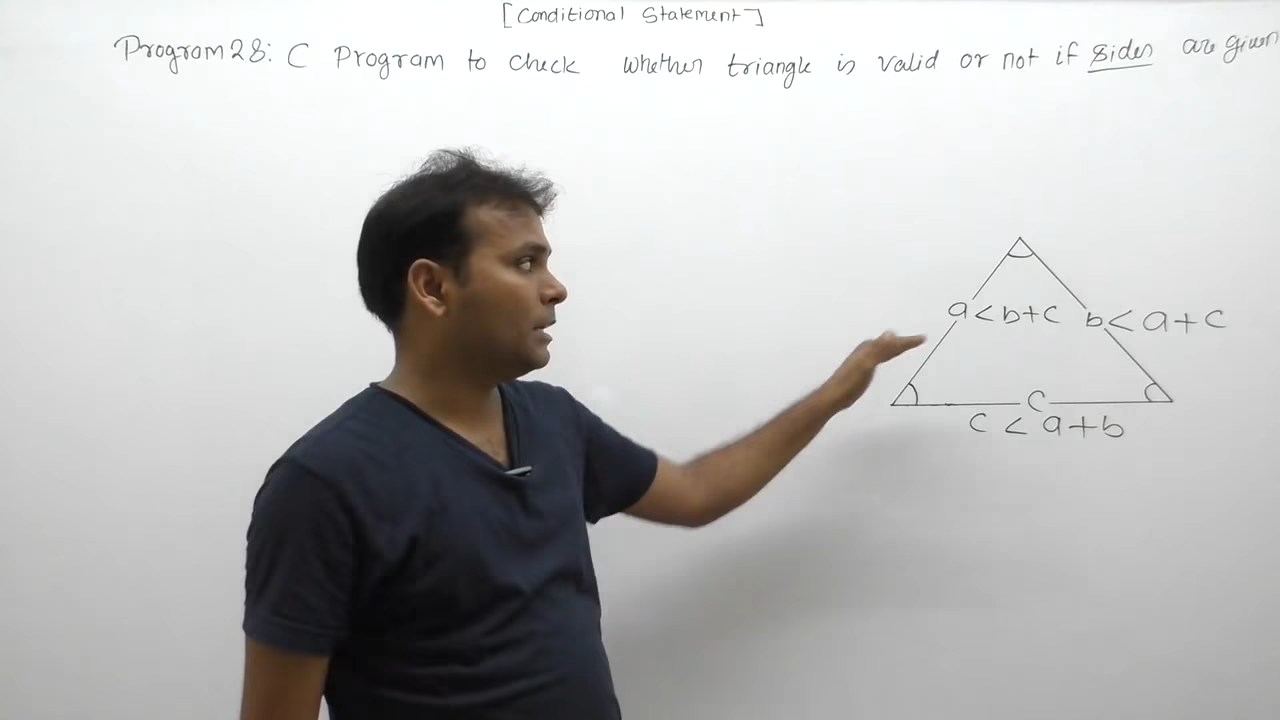 [Conditional Statement]
Program 28: C Program to check whether triangle is valid or not if sides are given
a < b+c
b < a+c
c
c < a+b